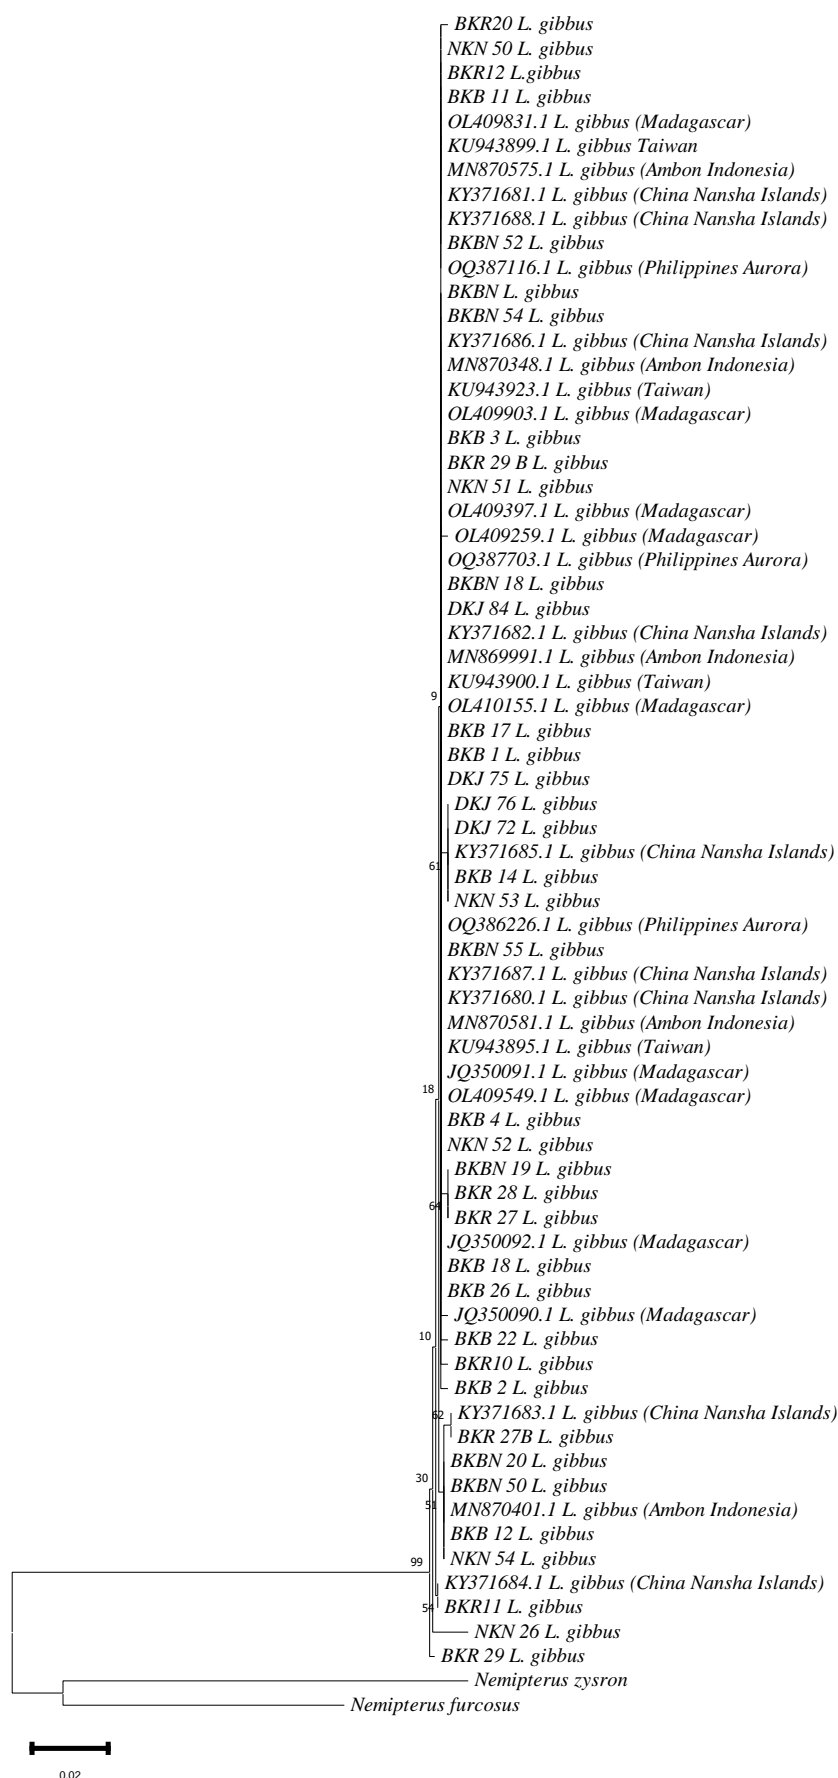 BKR20 L. gibbus
NKN 50 L. gibbus
BKR12 L.gibbus
BKB 11 L. gibbus
OL409831.1 L. gibbus (Madagascar)
KU943899.1 L. gibbus Taiwan
MN870575.1 L. gibbus (Ambon Indonesia)
KY371681.1 L. gibbus (China Nansha Islands)
KY371688.1 L. gibbus (China Nansha Islands)
BKBN 52 L. gibbus
OQ387116.1 L. gibbus (Philippines Aurora)
BKBN L. gibbus
BKBN 54 L. gibbus
KY371686.1 L. gibbus (China Nansha Islands)
MN870348.1 L. gibbus (Ambon Indonesia)
KU943923.1 L. gibbus (Taiwan)
OL409903.1 L. gibbus (Madagascar)
BKB 3 L. gibbus
BKR 29 B L. gibbus
NKN 51 L. gibbus
OL409397.1 L. gibbus (Madagascar)
OL409259.1 L. gibbus (Madagascar)
OQ387703.1 L. gibbus (Philippines Aurora)
BKBN 18 L. gibbus
DKJ 84 L. gibbus
KY371682.1 L. gibbus (China Nansha Islands)
MN869991.1 L. gibbus (Ambon Indonesia)
KU943900.1 L. gibbus (Taiwan)
9
OL410155.1 L. gibbus (Madagascar)
BKB 17 L. gibbus
BKB 1 L. gibbus
DKJ 75 L. gibbus
DKJ 76 L. gibbus
DKJ 72 L. gibbus
KY371685.1 L. gibbus (China Nansha Islands)
61
BKB 14 L. gibbus
NKN 53 L. gibbus
OQ386226.1 L. gibbus (Philippines Aurora)
BKBN 55 L. gibbus
KY371687.1 L. gibbus (China Nansha Islands)
KY371680.1 L. gibbus (China Nansha Islands)
MN870581.1 L. gibbus (Ambon Indonesia)
KU943895.1 L. gibbus (Taiwan)
JQ350091.1 L. gibbus (Madagascar)
18
OL409549.1 L. gibbus (Madagascar)
BKB 4 L. gibbus
NKN 52 L. gibbus
BKBN 19 L. gibbus
BKR 28 L. gibbus
64
BKR 27 L. gibbus
JQ350092.1 L. gibbus (Madagascar)
BKB 18 L. gibbus
BKB 26 L. gibbus
JQ350090.1 L. gibbus (Madagascar)
10
BKB 22 L. gibbus
BKR10 L. gibbus
BKB 2 L. gibbus
62
KY371683.1 L. gibbus (China Nansha Islands)
BKR 27B L. gibbus
BKBN 20 L. gibbus
30
BKBN 50 L. gibbus
51
MN870401.1 L. gibbus (Ambon Indonesia)
BKB 12 L. gibbus
99
NKN 54 L. gibbus
KY371684.1 L. gibbus (China Nansha Islands)
54
BKR11 L. gibbus
NKN 26 L. gibbus
BKR 29 L. gibbus
Nemipterus zysron
Nemipterus furcosus
0.02